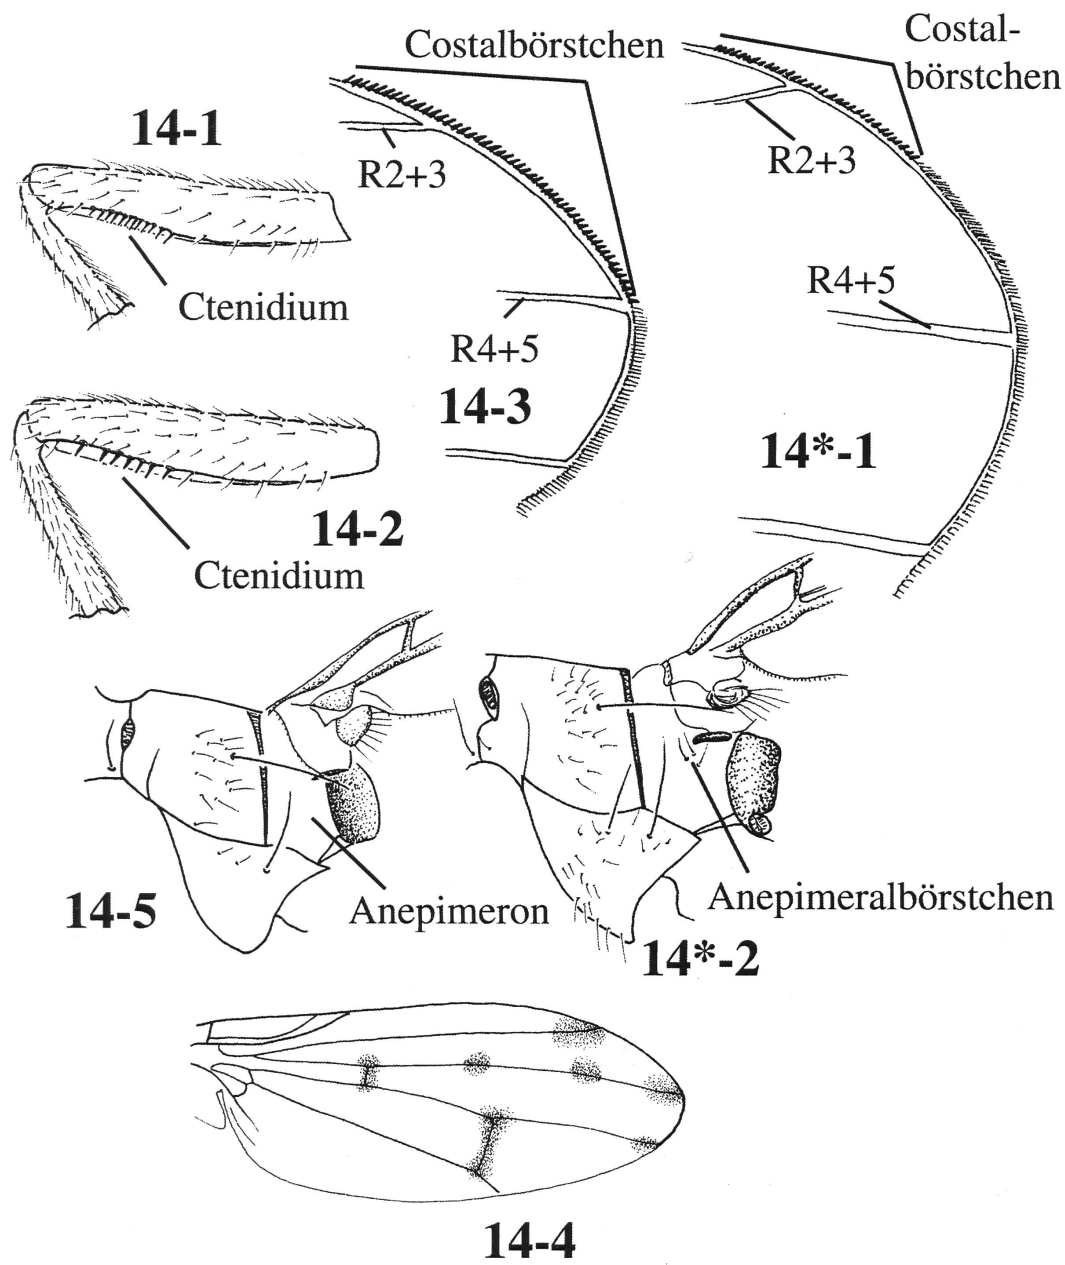 Costalbörstchen
Costal-
börstchen
14-1
R2+3
R2+3
Ctenidium
R4+5
R4+5
14-3
14*-1
14-2
Ctenidium
14-5
Anepimeron
Anepimeralbörstchen
14*-2
14-4